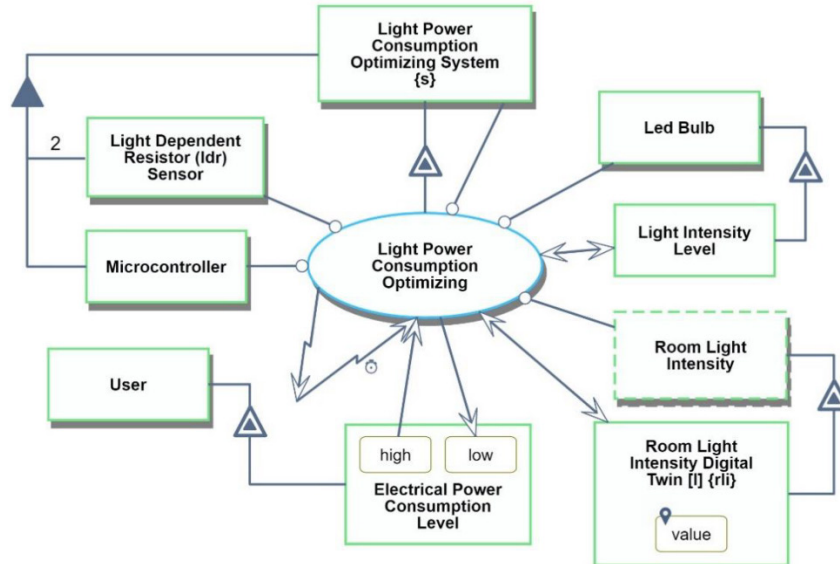 Light Power
Consumption
Optimizing System
{s}
2
Light Dependent
Resistor (ldr)
Sensor
Led Bulb
Microcontroller
Light Power
Consumption
Optimizing
Light Intensity
Level
User
Room Light
Intensity
high
low
Electrical Power
Consumption
Level
Room Light
Intensity Digital
Twin [l] {rli}
value